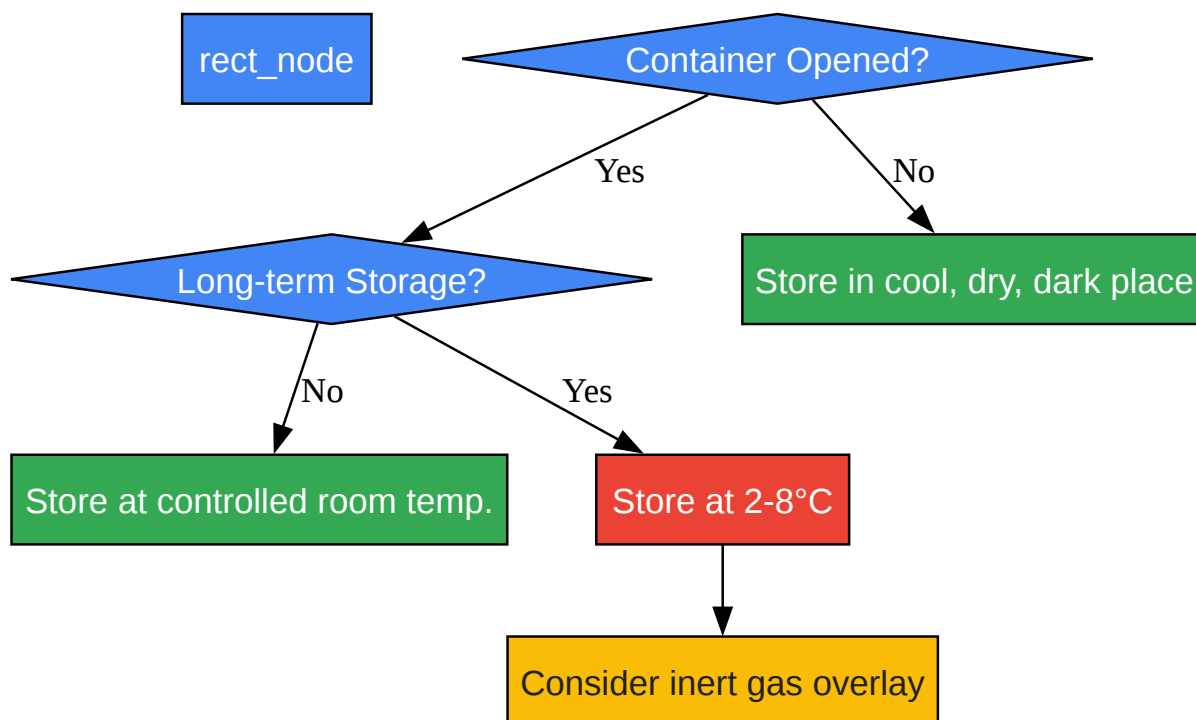 rect_node
Container Opened?
Yes
No
Long-term Storage?
Store in cool, dry, dark place
No
Yes
Store at controlled room temp.
Store at 2-8°C
Consider inert gas overlay